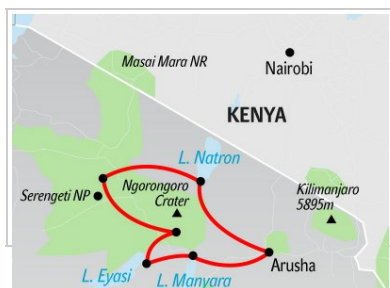 Masai Mara NR
Nairobi
KENYA
L. Natron
Ngorongoro
Crater
Kilimanjaro
5895m
Serengeti NP
Arusha
L. Eyasi
L. Manyara